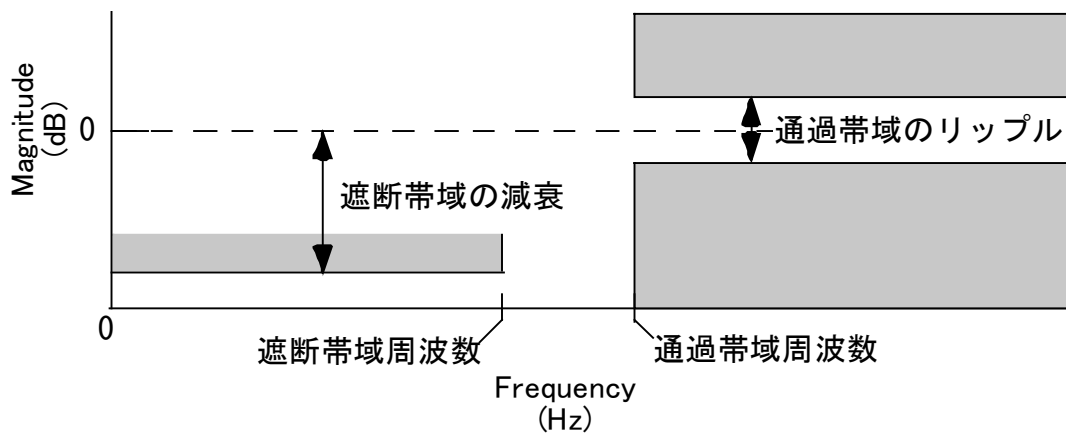 Magnitude
(dB)
0
通過帯域のリップル
遮断帯域の減衰
0
遮断帯域周波数
通過帯域周波数
Frequency
(Hz)